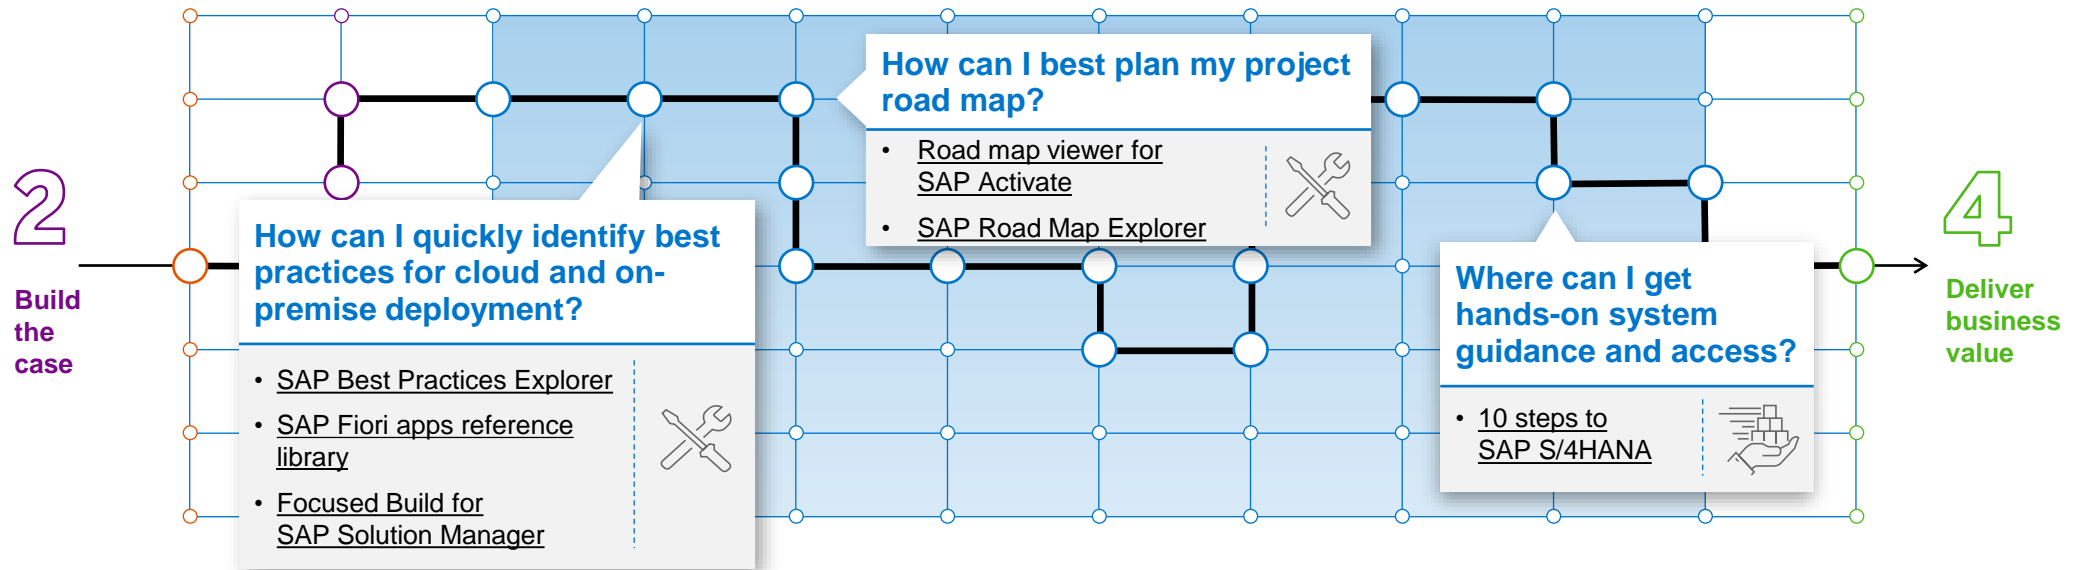 2
Build
the
case
How can I quickly identify best
practices for cloud and on-
premise deployment?
• SAP Best Practices Explorer
• SAP Fiori apps reference
library
• Focused Build for
SAP Solution Manager
How can I best plan my project
road map?
• Road map viewer for
SAP Activate
• SAP Road Map Explorer
Where can I get
hands-on system
guidance and access?
• 10 steps to
SAP S/4HANA
4
Deliver
business
value